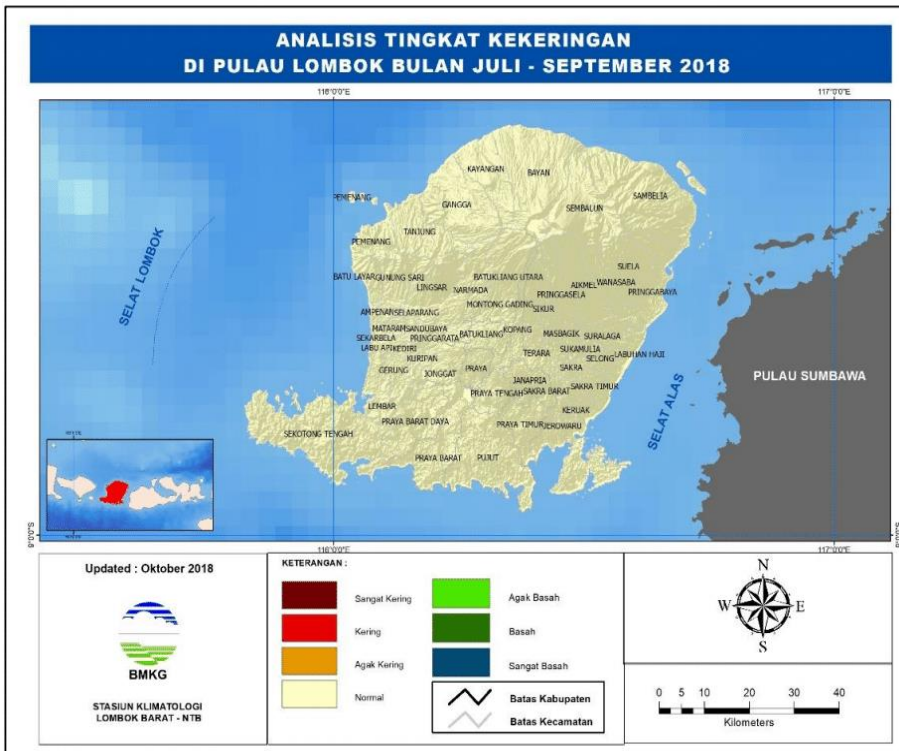 ANALISIS TINGKAT KEKERINGAN
DI PULAU LOMBOK BULAN JULI - SEPTEMBER 2018
116°0'0"E
117°0'0"E
KAYANGAN
BAYAN
PEMENANG
SAMBELIA
GANGGA
SEMBALUN
TANJUNG
PEMENANG
SELAT LOMBOK
SUELA
BATU LAYAR
GUNUNG SARI
BATUKLIANG UTARA
LINGSAR
NARMADA
AIKMEL
WANASABA
PRINGGASELA
PRINGGABAYA
MONTONG GADING
SIKUR
AMPENAN
SELAPARANG
MATARAM
SANDUBAYA
BATUKLIANG
KOPANG
MASBAGIK
SURALAGA
SEKARBELA
PRINGGARATA
LABU API
KEDIRI
TERARA
SUKAMULIA
LABUHAN HAJI
KURIPAN
SELONG
GERUNG
JONGGAT
PRAYA
SAKRA
PULAU SUMBAWA
JANAPRIA
SAKRA TIMUR
PRAYA TENGAH
SAKRA BARAT
SELAT ALAS
LEMBAR
KERUAK
PRAYA BARAT DAYA
PRAYA TIMUR
JEROWARU
SEKOTONG TENGAH
PRAYA BARAT
PUJUT
9°0'0"S
9°0'0"S
116°0'0"E
117°0'0"E
Updated : Oktober 2018
BMKG
STASIUN KLIMATOLOGI
LOMBOK BARAT - NTB
KETERANGAN :
Sangat Kering
Kering
Agak Kering
Normal
Agak Basah
Basah
Sangat Basah
Batas Kabupaten
Batas Kecamatan
N
W
E
S
0 5 10 20 30 40
Kilometers